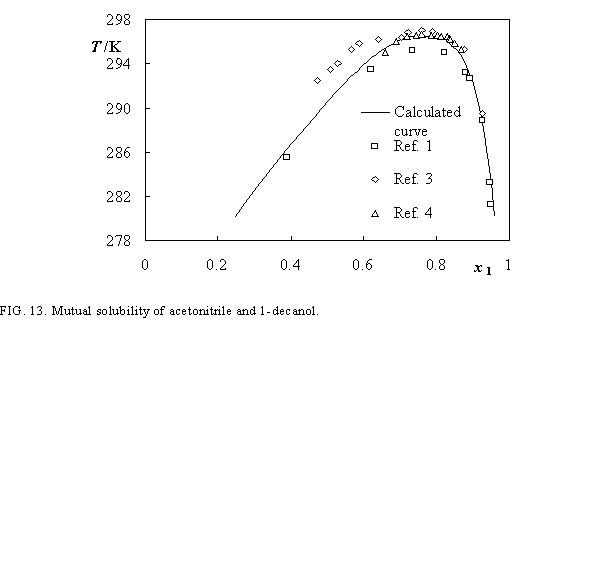 298
T/K
294
290
Calculated
curve
286
Ref. 1
282
Ref. 3
Ref. 4
278
0
0.2
0.4
0.6
0.8
x 1
1
FIG. 13. Mutual solubility of acetonitrile and 1-decanol.